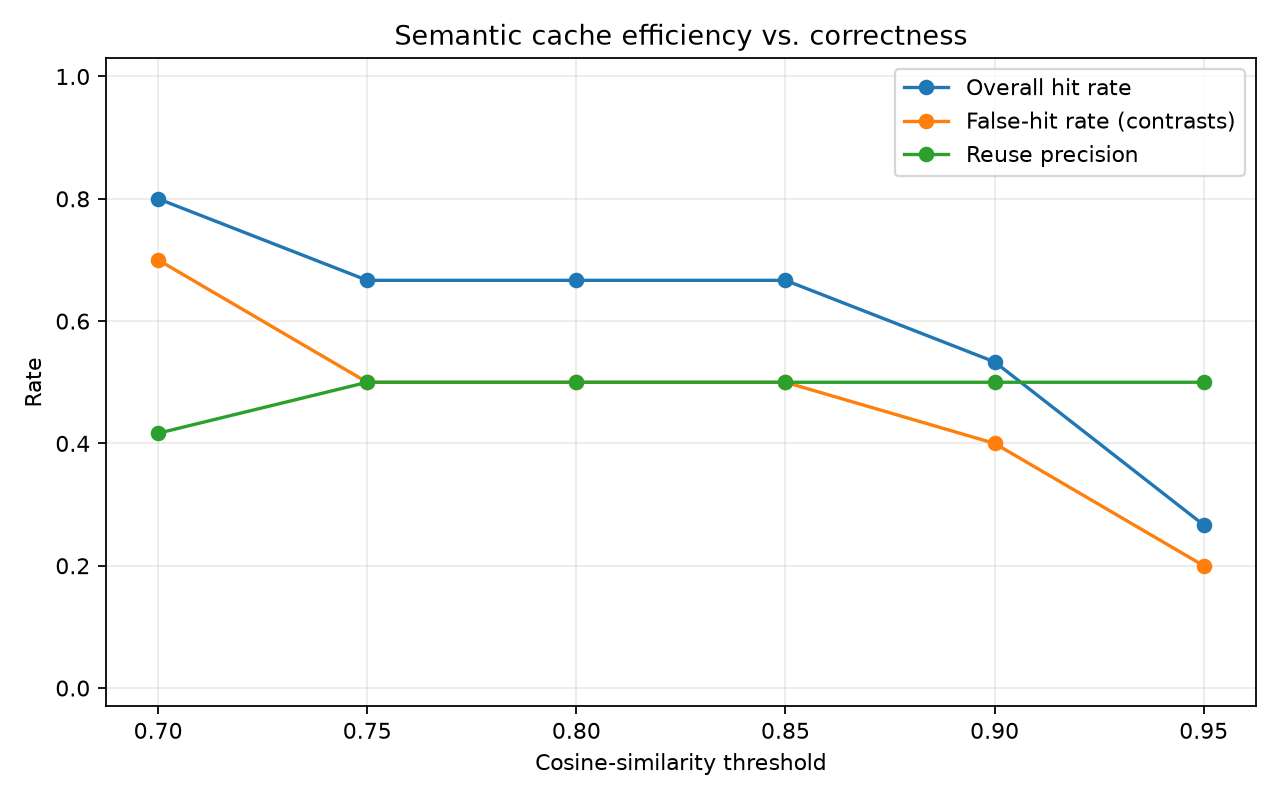 Semantic cache efficiency vs. correctness
1.0
0.8
0.6
0.4
0.2
0.0
Rate
Overall hit rate
False-hit rate (contrasts)
Reuse precision
0.70 0.75 0.80 0.85 0.90 0.95
Cosine-similarity threshold